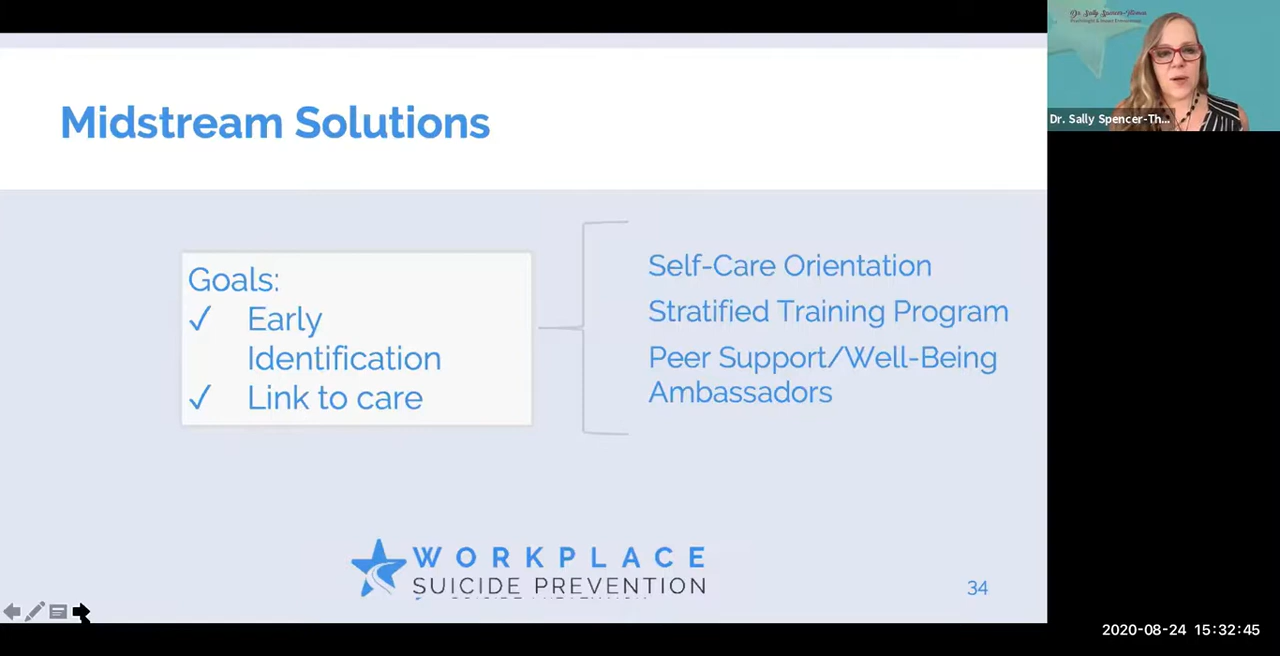 Midstream Solutions
Goals:
✓ Early
Identification
✓ Link to care
Self-Care Orientation
Stratified Training Program
Peer Support/Well-Being
Ambassadors
WORKPLACE
SUICIDE PREVENTION
34
Dr. Sally Spencer-Th...
2020-08-24 15:32:45